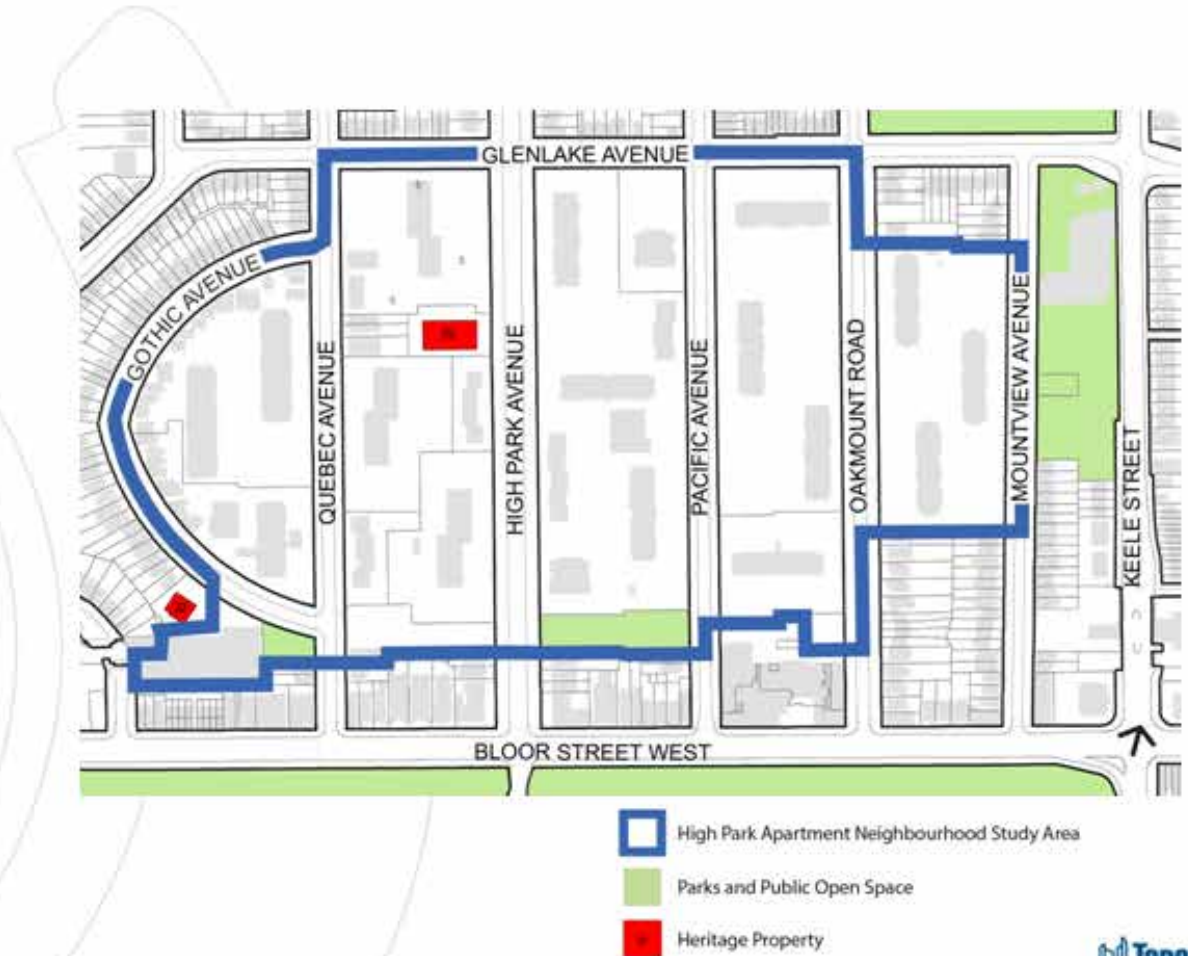 GLENLAKE AVENUE
GOTHIC AVENUE
QUEBEC AVENUE
HIGH PARK AVENUE
PACIFIC AVENUE
OAKMOUNT ROAD
MOUNTVIEW AVENUE
KEELE STREET
BLOOR STREET WEST
High Park Apartment Neighbourhood Study Area
Parks and Public Open Space
Heritage Property